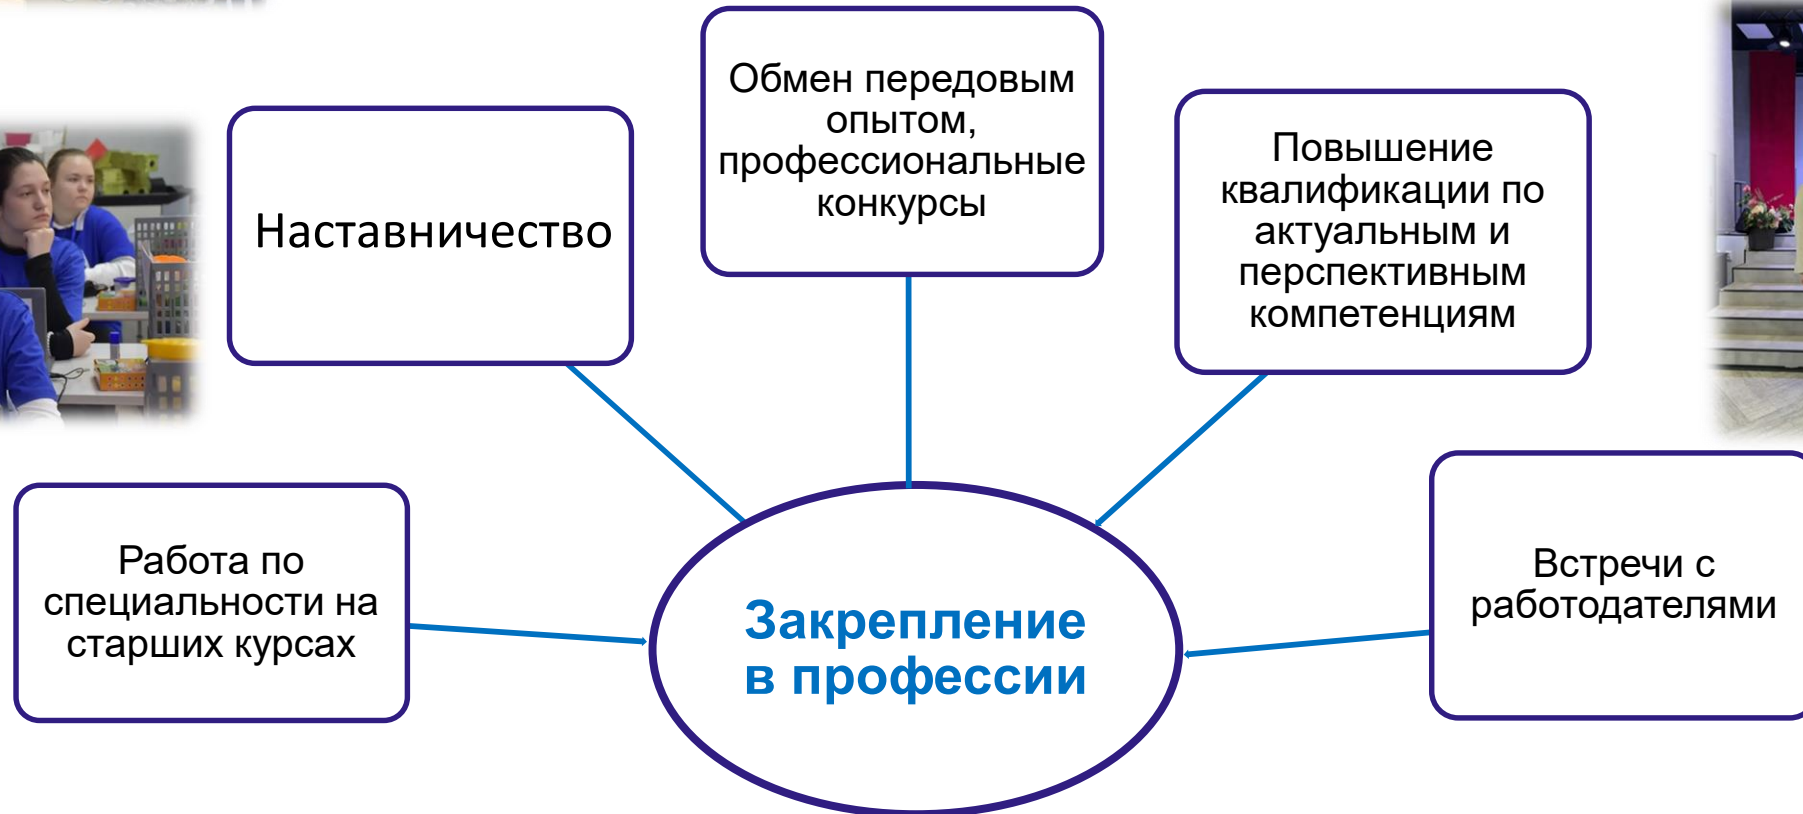 Обмен передовым
опытом,
профессиональные
конкурсы
Наставничество
Повышение
квалификации по
актуальным и
перспективным
компетенциям
Работа по
специальности на
старших курсах
Закрепление
в профессии
Встречи с
работодателями